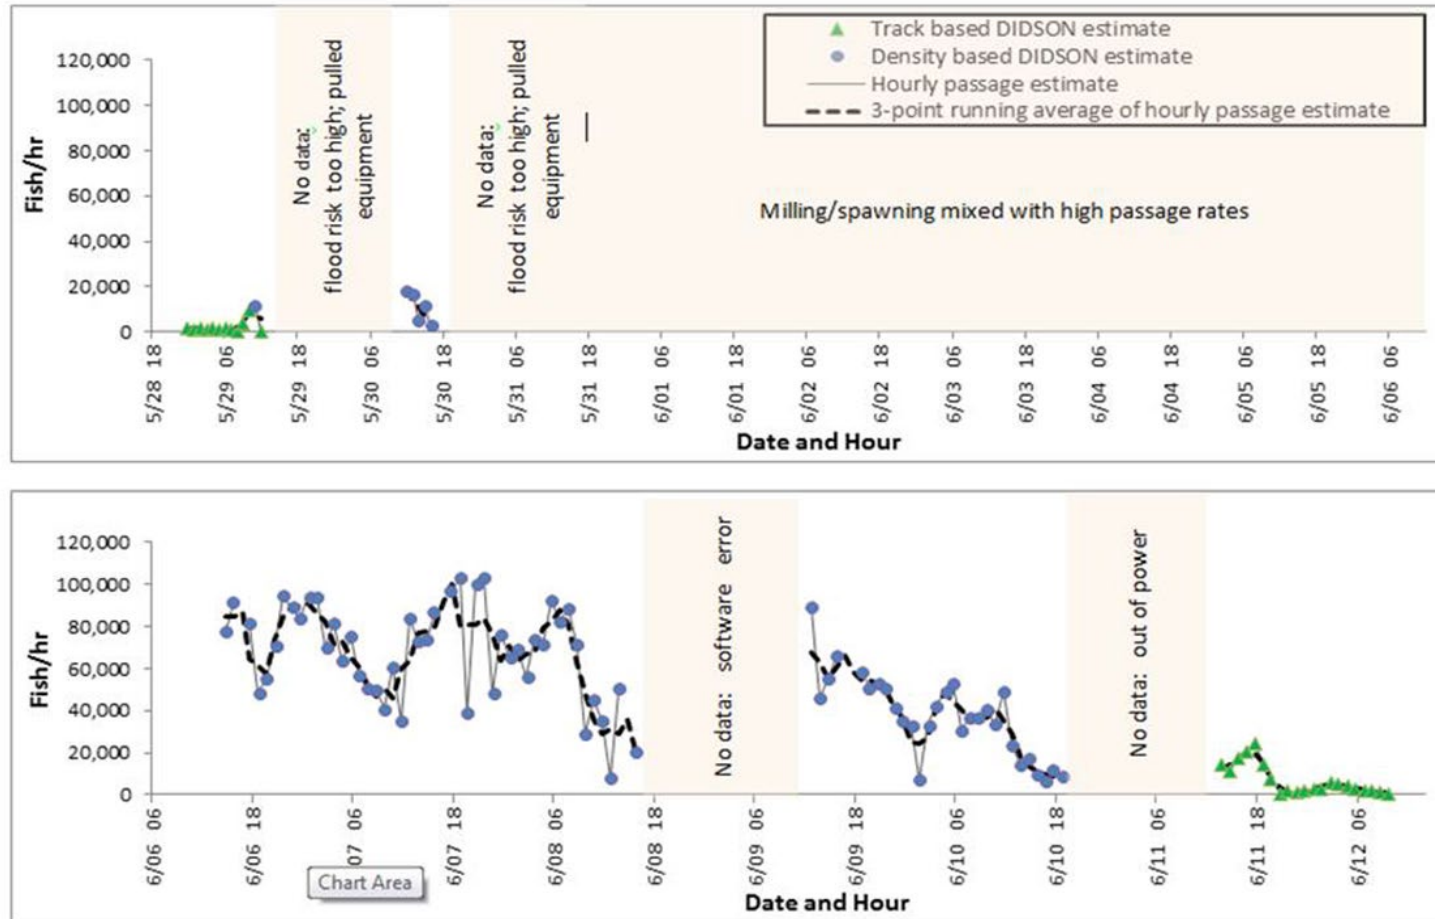 Track based DIDSON estimate
Density based DIDSON estimate
Hourly passage estimate
3-point running average of hourly passage estimate
120,000
100,000
80,000
60,000
40,000
20,000
0
Fish/hr
No data:
flood risk too high; pulled
equipment
No data:
flood risk too high; pulled
equipment
Milling/spawning mixed with high passage rates
5/28 18
5/29 06
5/29 18
5/30 06
5/30 18
5/31 06
5/31 18
6/01 06
6/01 18
6/02 06
6/02 18
6/03 06
6/03 18
6/04 06
6/04 18
6/05 06
6/05 18
6/06 06
Date and Hour
120,000
100,000
80,000
60,000
40,000
20,000
0
Fish/hr
No data: software error
No data: out of power
6/06 06
6/06 18
07 06
6/07 18
6/08 06
6/08 18
6/09 06
6/09 18
6/10 06
6/10 18
6/11 06
6/11 18
6/12 06
Chart Area
Date and Hour